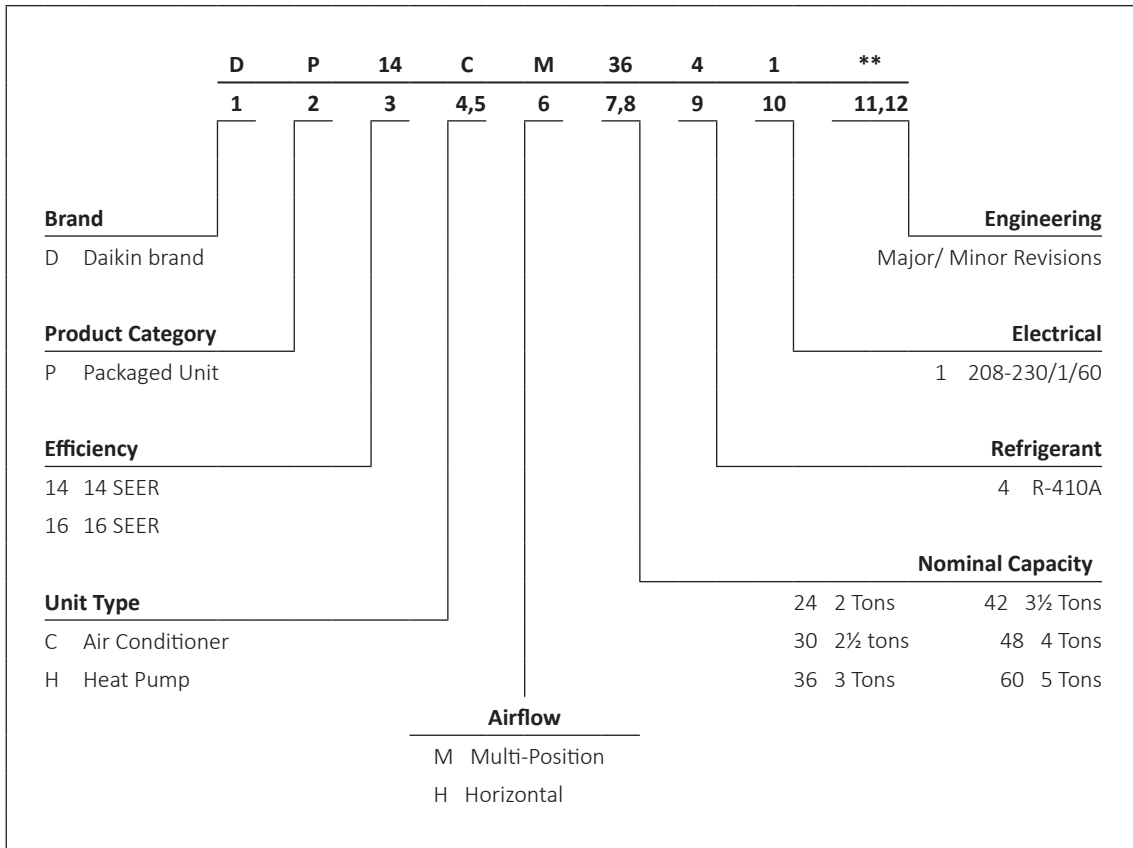 D P 14 C M 36 4 1 **
1 2 3 4,5 6 7,8 9 10 11,12
Brand
D Daikin brand
Product Category
P Packaged Unit
Efficiency
14 14 SEER
16 16 SEER
Unit Type
C Air Conditioner
H Heat Pump
Airflow
M Multi-Position
H Horizontal
Engineering
Major/ Minor Revisions
Electrical
1 208-230/1/60
Refrigerant
4 R-410A
Nominal Capacity
24 2 Tons 42 3½ Tons
30 2½ tons 48 4 Tons
36 3 Tons 60 5 Tons